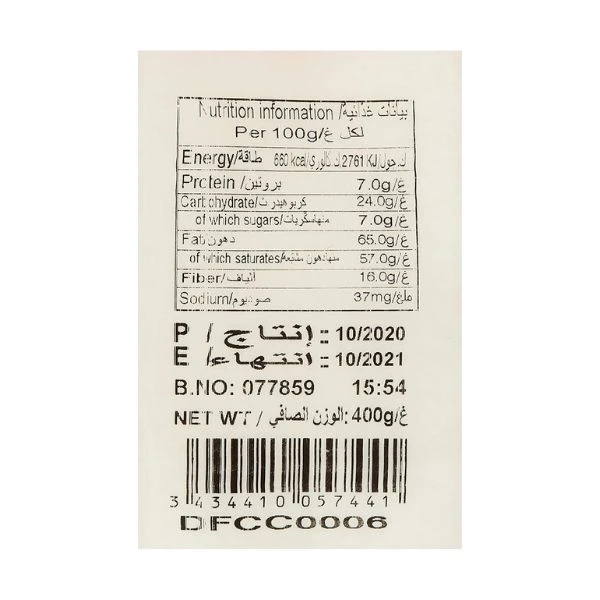 Nutrition information /بيانات غذائية
Per 100g/لكل غ
Energy/طاقة 660 kcal/ك.كالوري 2761 KJ/ك.جول
Protein /بروتين 7.0g/غ
Carbohydrate/كربوهيدرت 24.0g/غ
of which sugars/منهاسكريات 7.0g/غ
Fat/دهون 65.0g/غ
of which saturates/منهادهون مشبعة 57.0g/غ
Fiber/ألياف 16.0g/غ
Sodium/صوديوم 37mg/ملغ
P / إنتاج : 10/2020
E / انتهاء : 10/2021
B.NO: 077859 15:54
NET WT / الوزن الصافي :400g/غ
3 434410 057441
DFCC0006